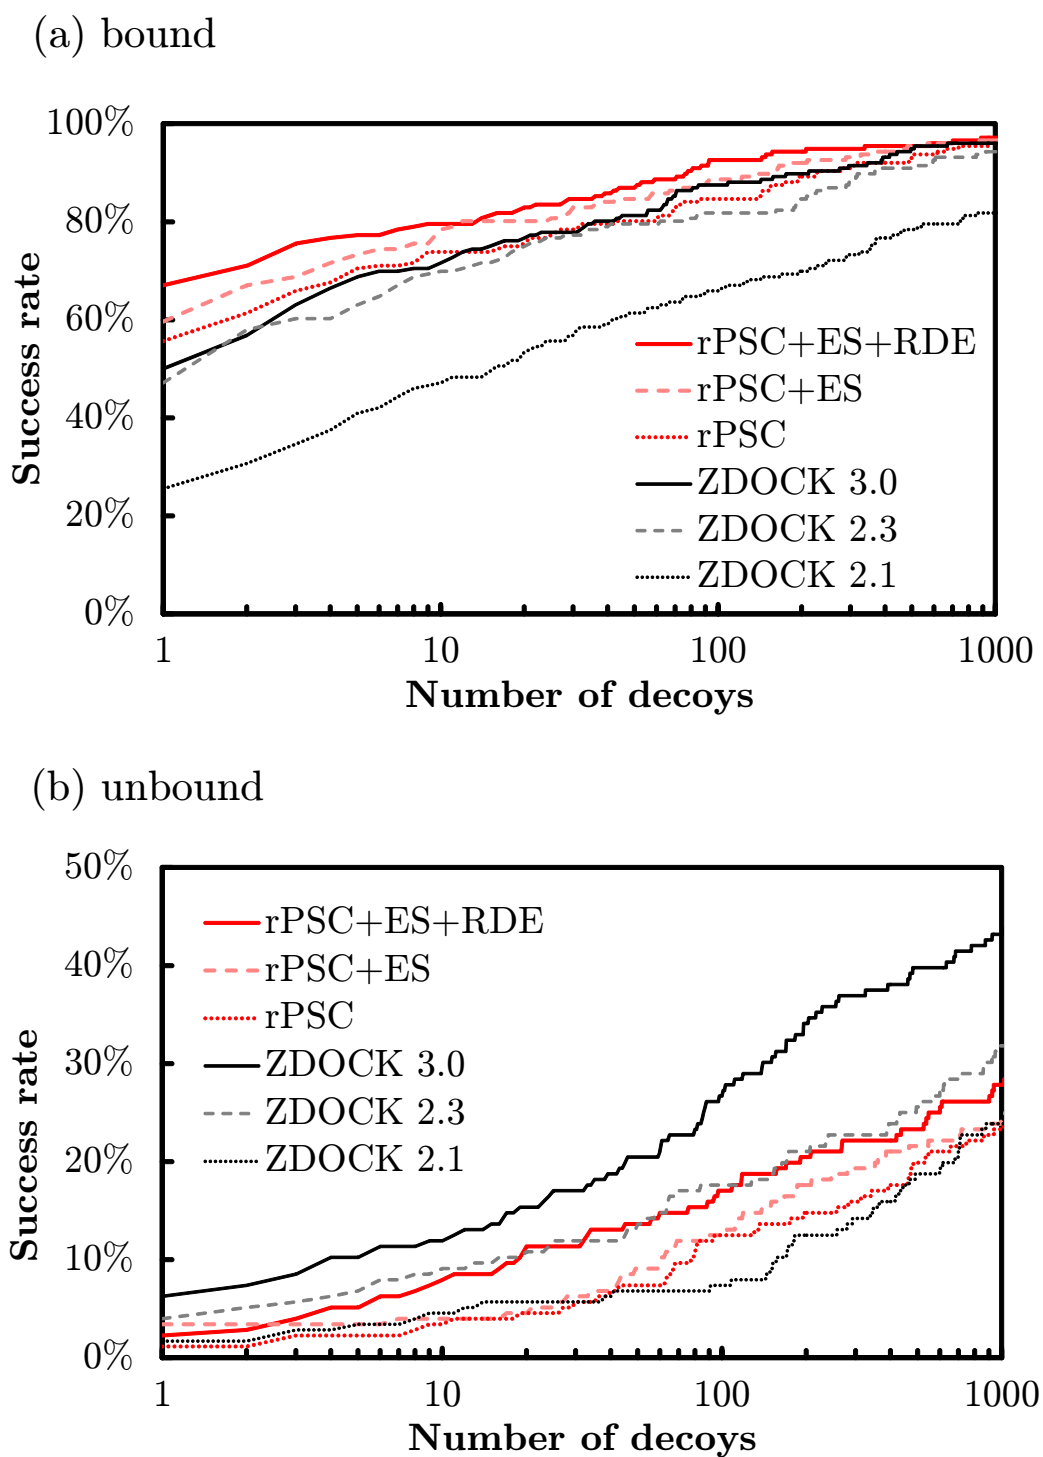 (a) bound
100%
80%
60%
40%
20%
0%
Success rate
rPSC+ES+RDE
rPSC+ES
rPSC
ZDOCK 3.0
ZDOCK 2.3
ZDOCK 2.1
1 10 100 1000
Number of decoys
(b) unbound
50%
40%
30%
20%
10%
0%
Success rate
rPSC+ES+RDE
rPSC+ES
rPSC
ZDOCK 3.0
ZDOCK 2.3
ZDOCK 2.1
1 10 100 1000
Number of decoys